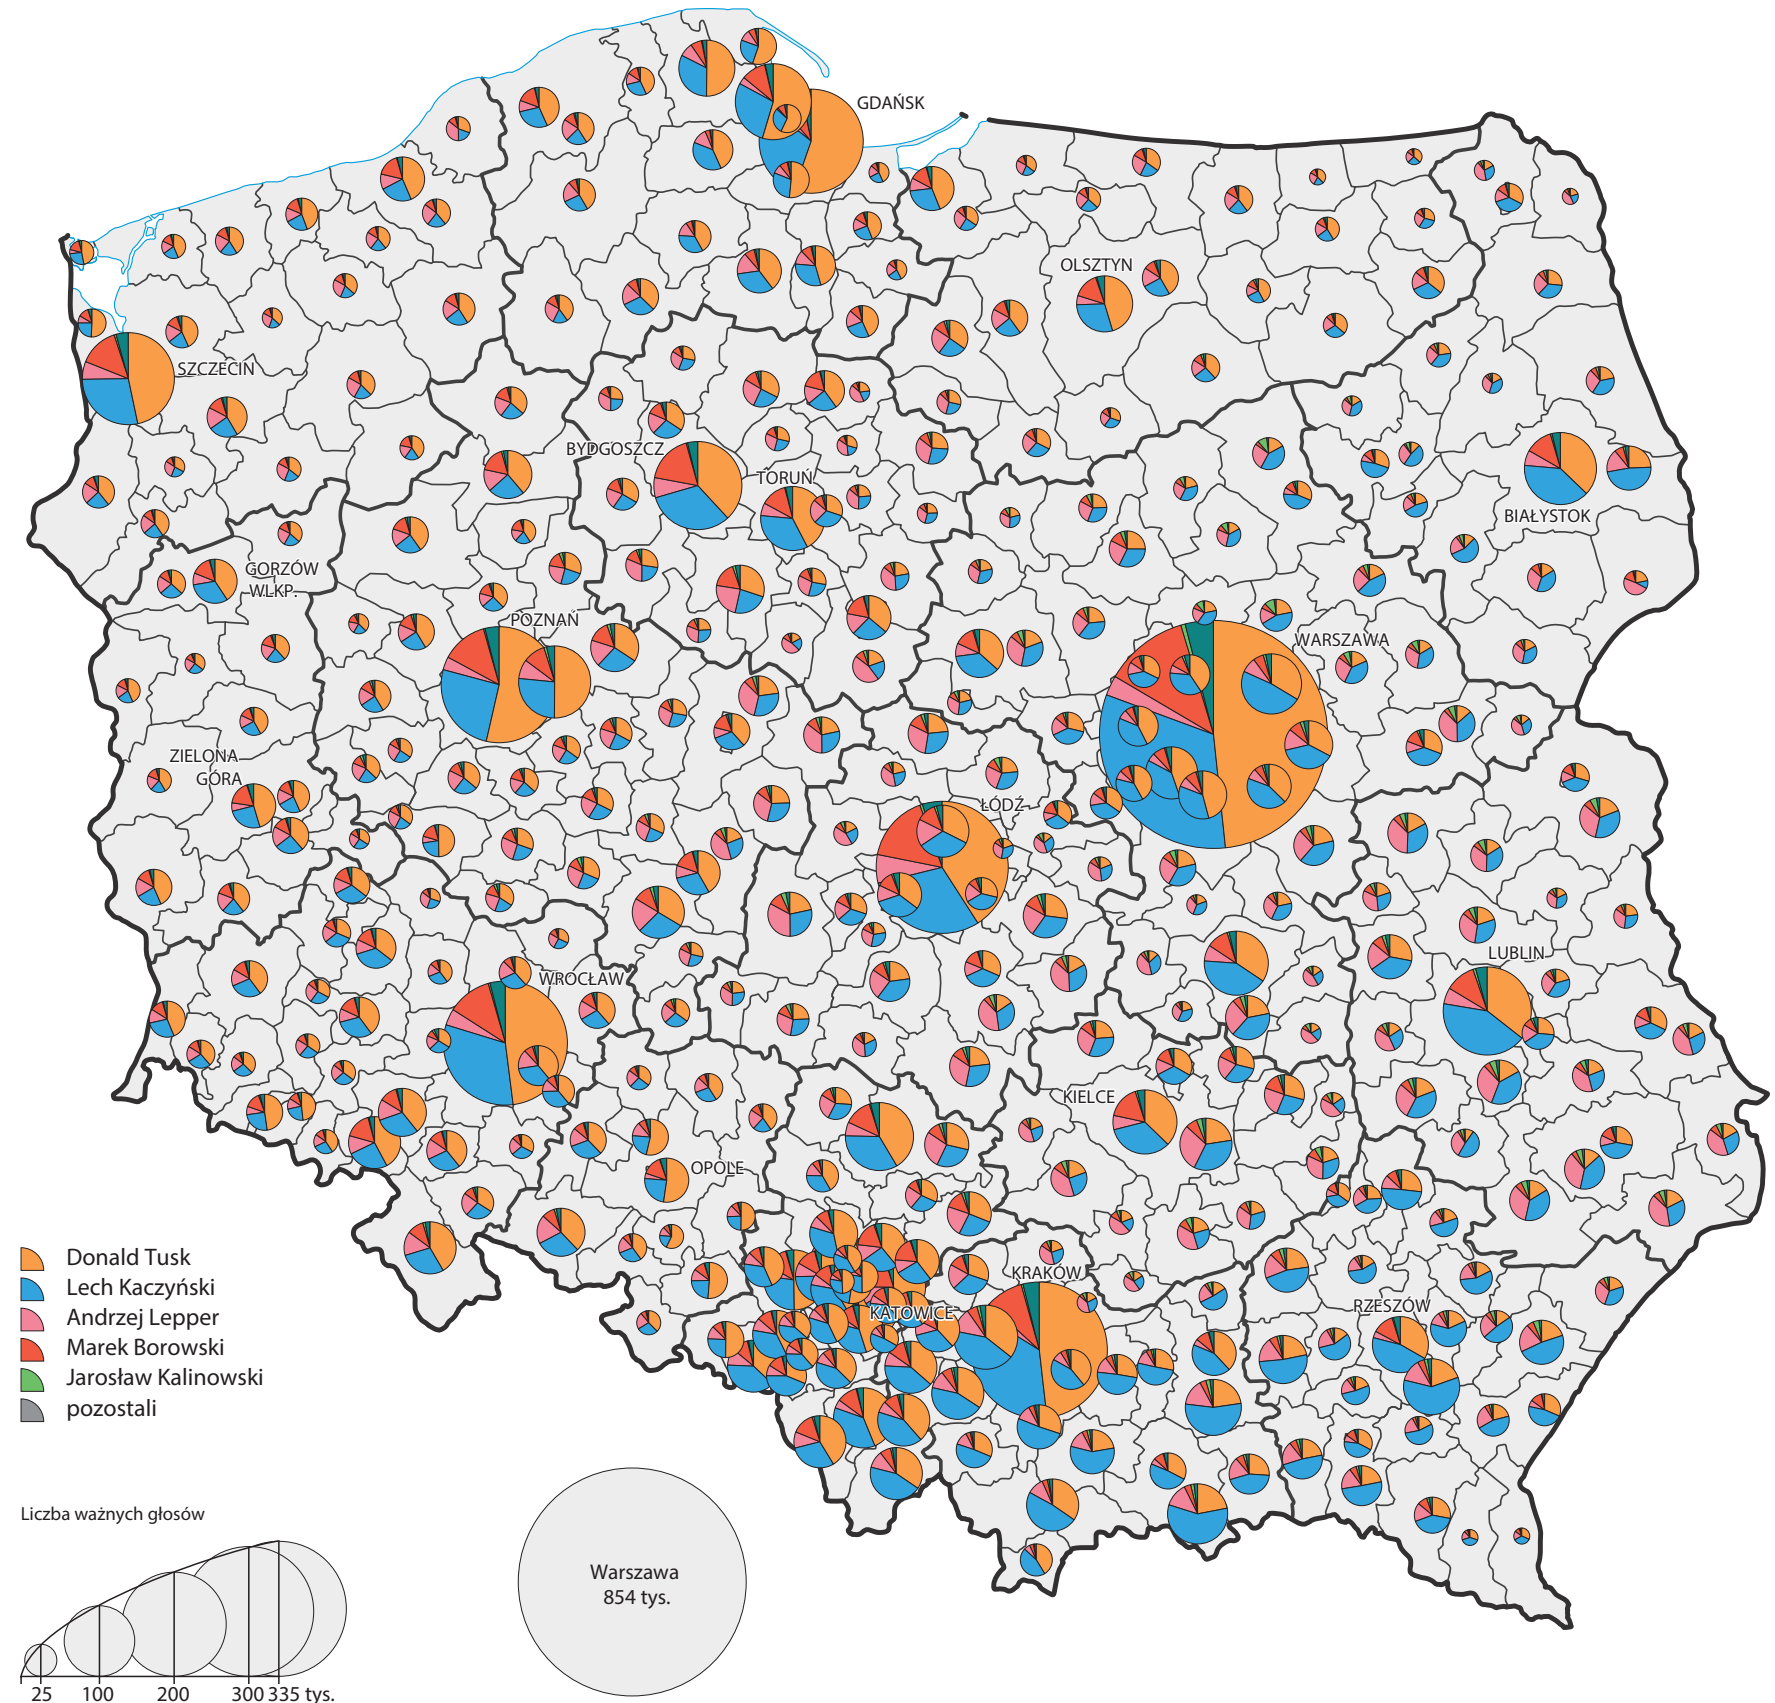 GDAŃSK
OLSZTYN
SZCZECIN
BYDGOSZCZ
TORUŃ
BIAŁYSTOK
GORZÓW
WLKP.
POZNAŃ
WARSZAWA
ZIELONA
GÓRA
ŁÓDŹ
LUBLIN
WROCŁAW
KIELCE
OPOLE
KRAKÓW
KATOWICE
RZESZÓW
Donald Tusk
Lech Kaczyński
Andrzej Lepper
Marek Borowski
Jarosław Kalinowski
pozostali
Liczba ważnych głosów
25 100 200 300 335 tys.
Warszawa
854 tys.